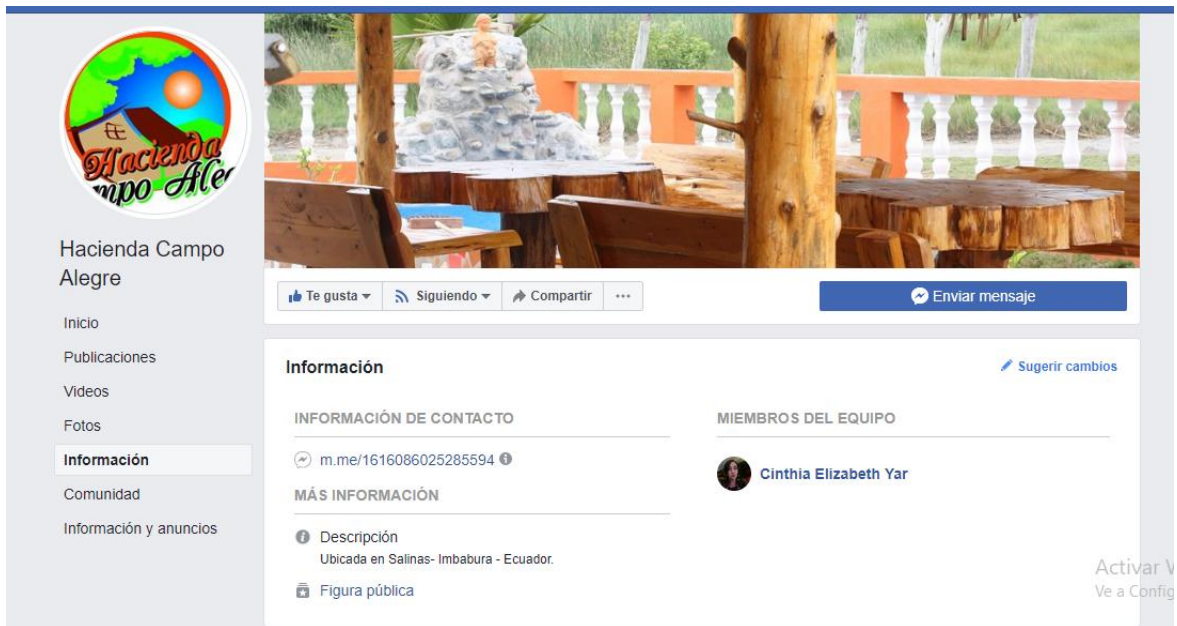 Hacienda
mpo Aleg
Hacienda Campo
Alegre
Inicio
Publicaciones
Videos
Fotos
Información
Comunidad
Información y anuncios
Te gusta
Siguiendo
Compartir
Enviar mensaje
Información
Sugerir cambios
INFORMACIÓN DE CONTACTO
m.me/1616086025285594
MÁS INFORMACIÓN
Descripción
Ubicada en Salinas- Imbabura - Ecuador.
Figura pública
MIEMBROS DEL EQUIPO
Cinthia Elizabeth Yar
Activar
Ve a Config